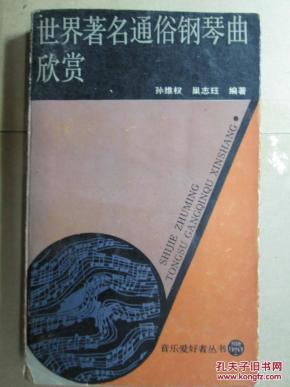 世界著名通俗钢琴曲
欣赏
孙维权 巢志珏 编著
SHIJIE ZHUMING
TONGSU GANGQINQU XINSHANG
音乐爱好者丛书
孔夫子旧书网